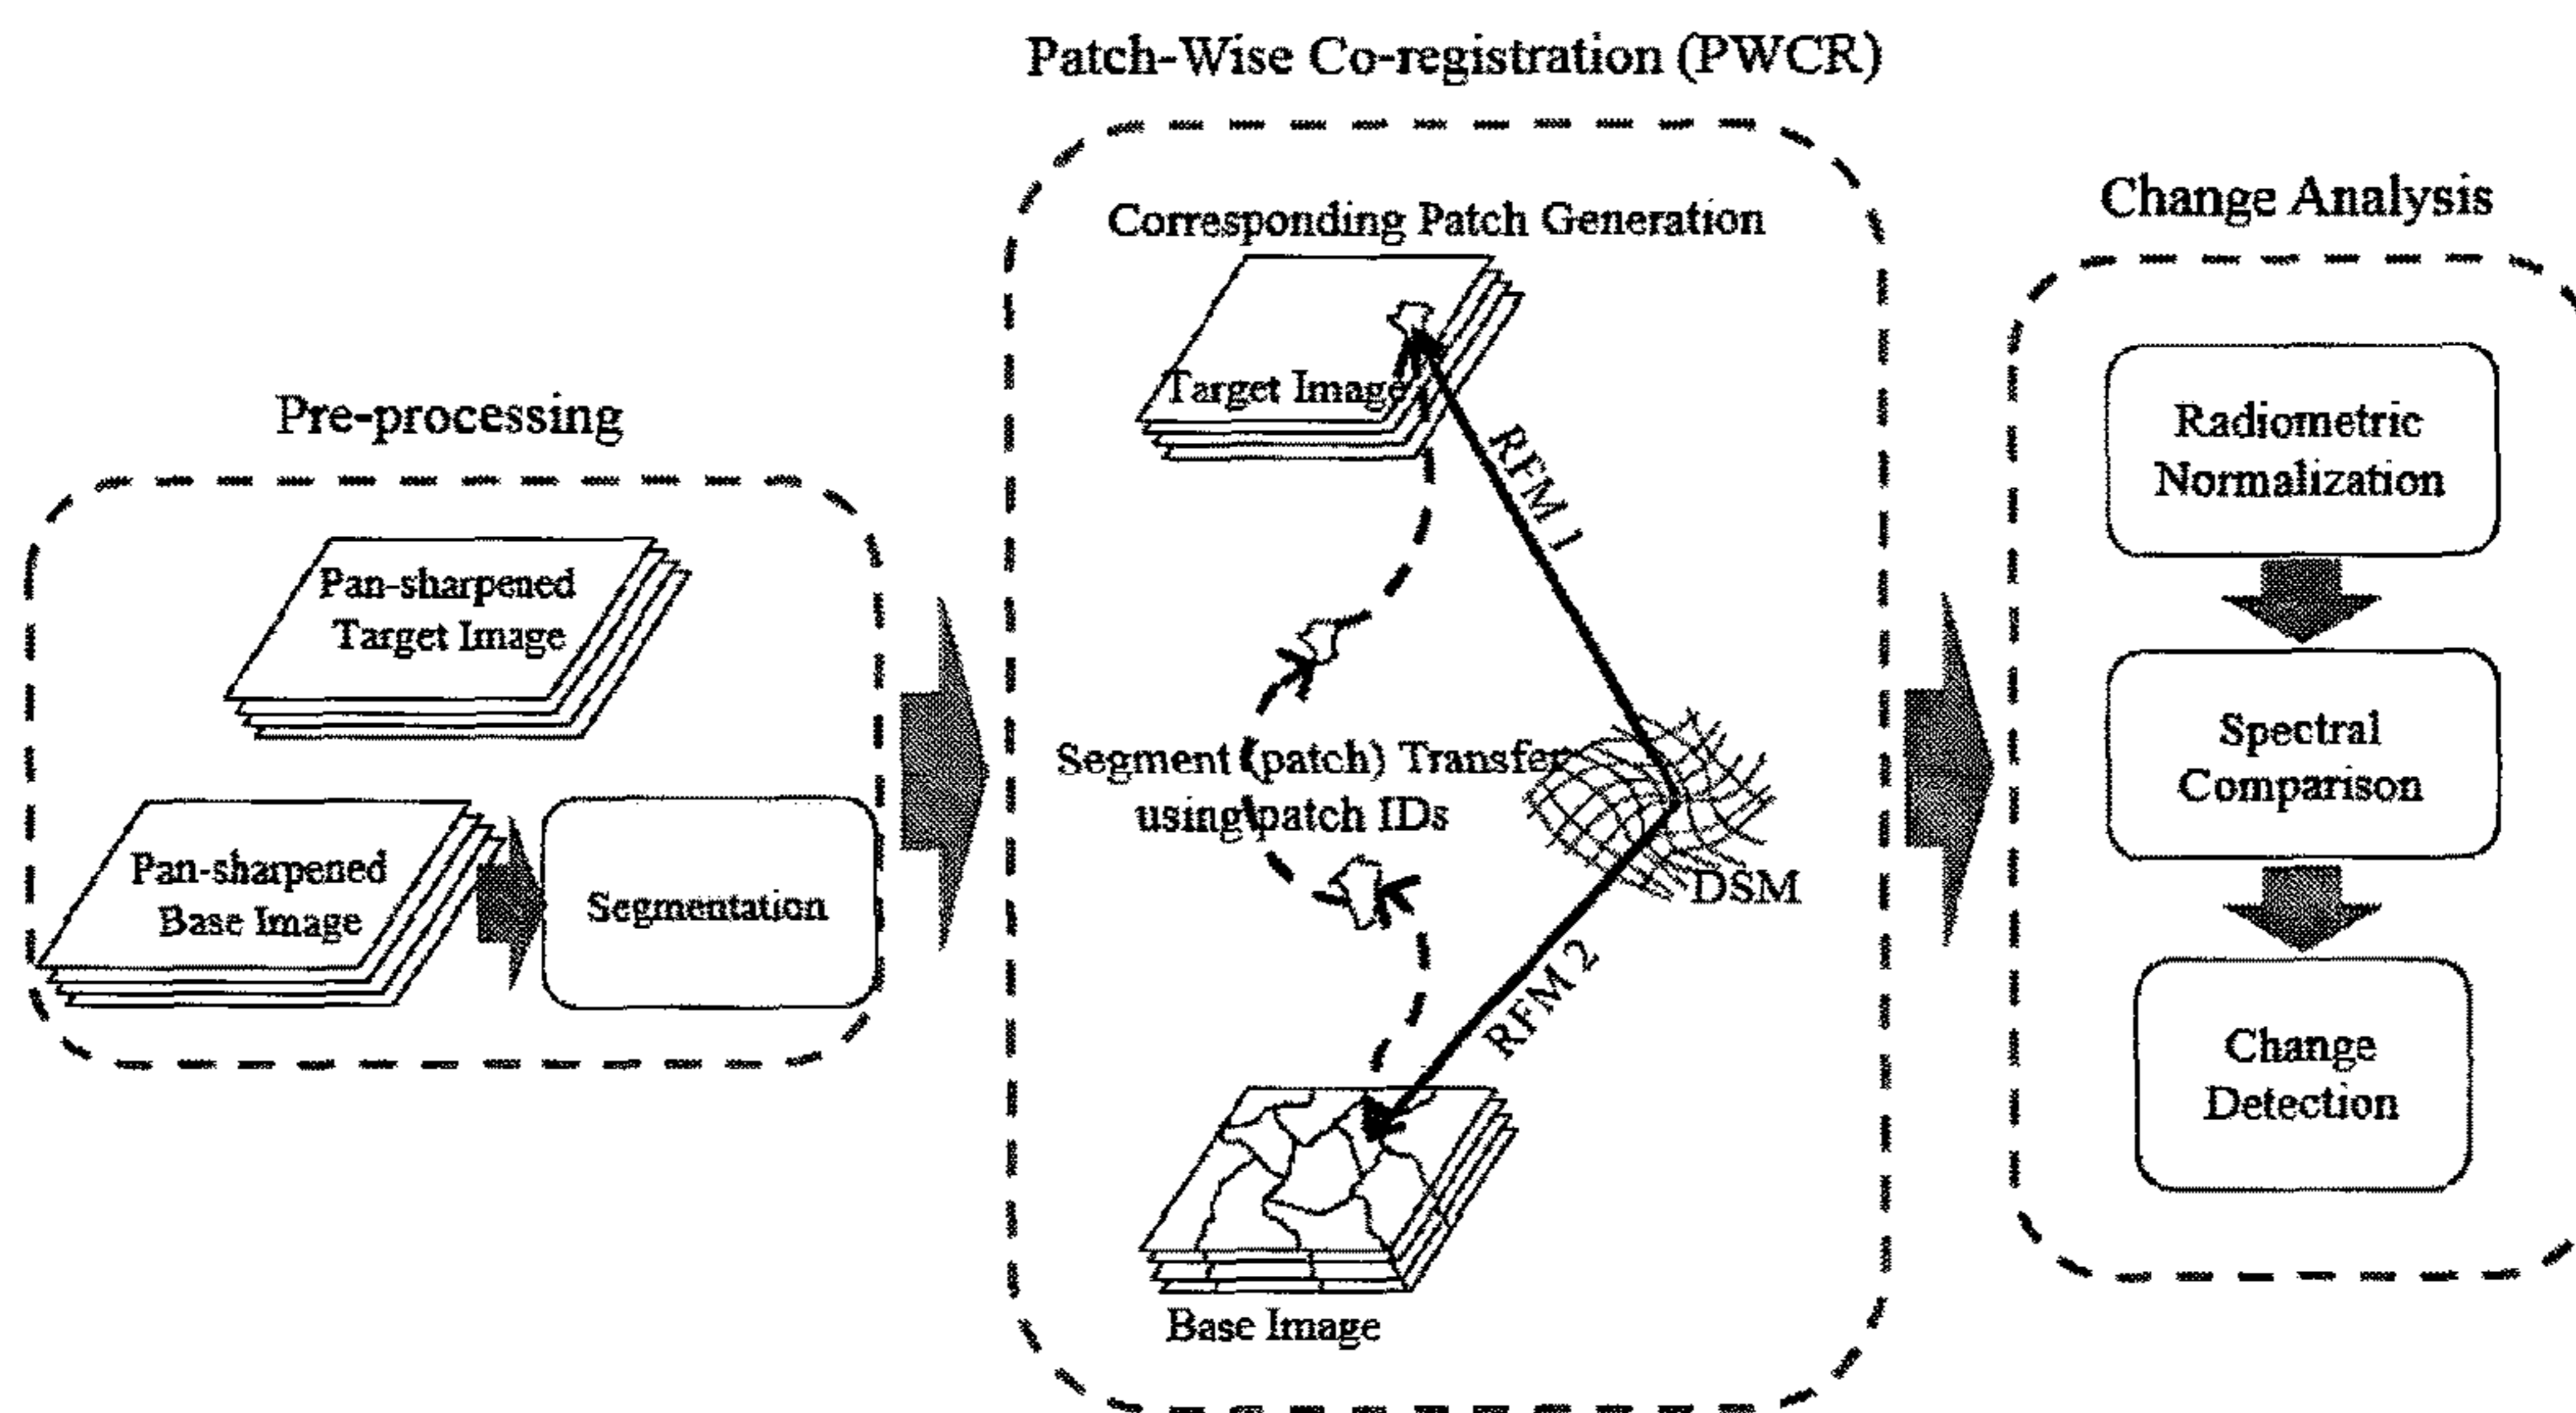 Patch-Wise Co-registration (PWCR)
Pre-processing
Pan-sharpened
Target Image
Pan-sharpened
Base Image
Segmentation
Corresponding Patch Generation
Target Image
RFM 1
Segment (patch) Transfer
using patch IDs
DSM
RFM 2
Base Image
Change Analysis
Radiometric
Normalization
Spectral
Comparison
Change
Detection